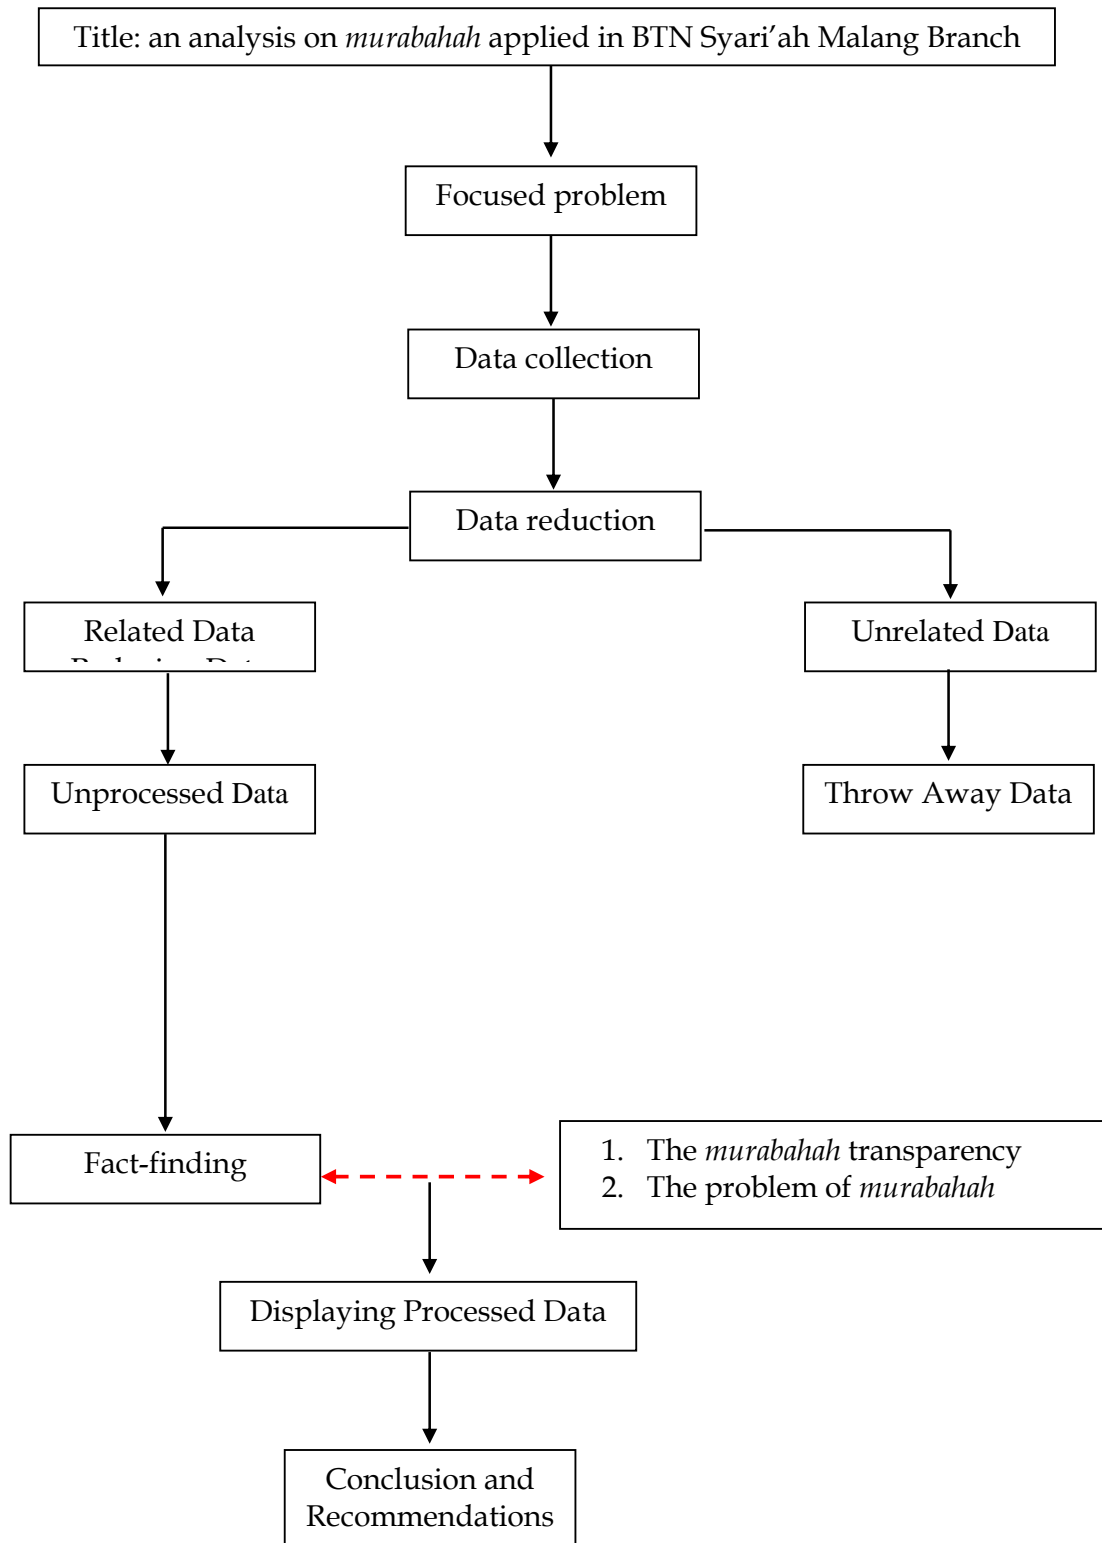 Title: an analysis on murabahah applied in BTN Syari’ah Malang Branch
Focused problem
Data collection
Data reduction
Related Data
Unrelated Data
Unprocessed Data
Throw Away Data
Fact-finding
1. The murabahah transparency
2. The problem of murabahah
Displaying Processed Data
Conclusion and
Recommendations